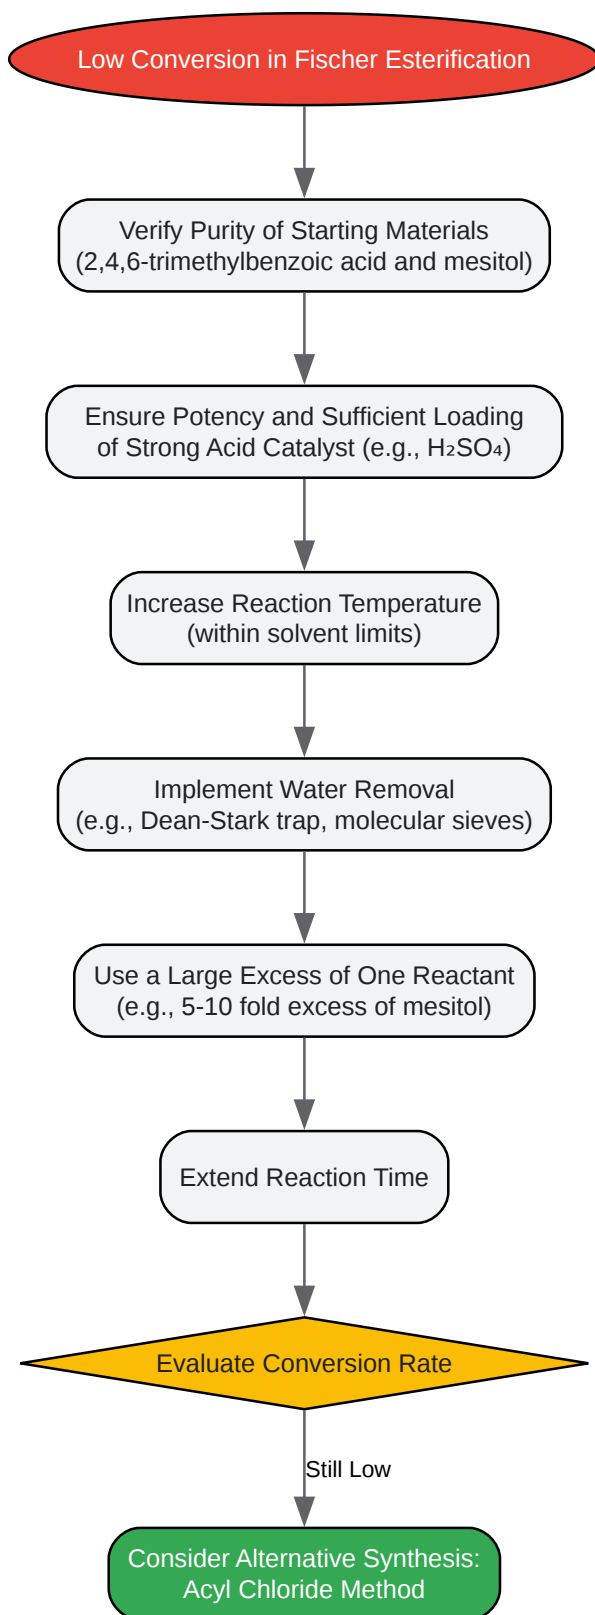 Low Conversion in Fischer Esterification
Verify Purity of Starting Materials
(2,4,6-trimethylbenzoic acid and mesitol)
Ensure Potency and Sufficient Loading
of Strong Acid Catalyst (e.g., H₂SO₄)
Increase Reaction Temperature
(within solvent limits)
Implement Water Removal
(e.g., Dean-Stark trap, molecular sieves)
Use a Large Excess of One Reactant
(e.g., 5-10 fold excess of mesitol)
Extend Reaction Time
Evaluate Conversion Rate
Still Low
Consider Alternative Synthesis:
Acyl Chloride Method